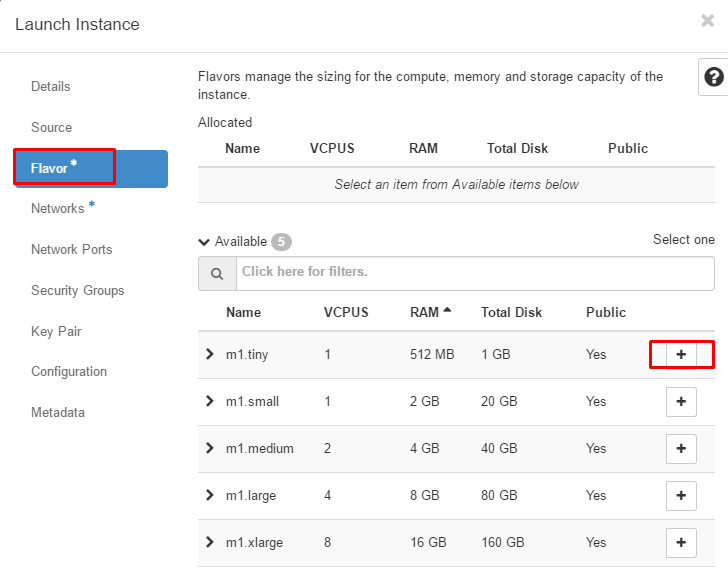 Launch Instance
Details
Source
Flavor *
Networks *
Network Ports
Security Groups
Key Pair
Configuration
Metadata
Flavors manage the sizing for the compute, memory and storage capacity of the
instance.
Allocated
Name VCPUS RAM Total Disk Public
Select an item from Available items below
Available 5 Select one
Click here for filters.
Name VCPUS RAM Total Disk Public
m1.tiny 1 512 MB 1 GB Yes +
m1.small 1 2 GB 20 GB Yes +
m1.medium 2 4 GB 40 GB Yes +
m1.large 4 8 GB 80 GB Yes +
m1.xlarge 8 16 GB 160 GB Yes +